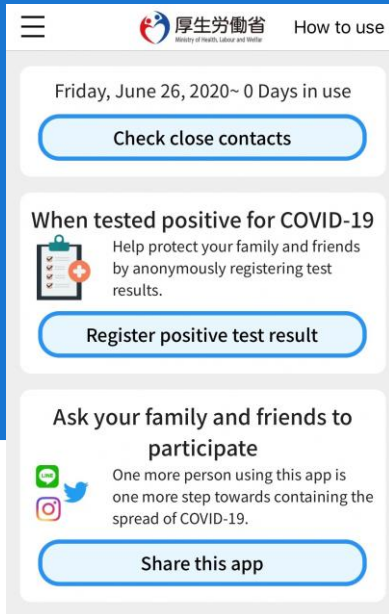 厚生労働省
Ministry of Health, Labour and Welfar
How to use
Friday, June 26, 2020~ 0 Days in use
Check close contacts
When tested positive for COVID-19
Help protect your family and friends
by anonymously registering test
results.
Register positive test result
Ask your family and friends to
participate
LINE
One more person using this app is
one more step towards containing the
spread of COVID-19.
Share this app